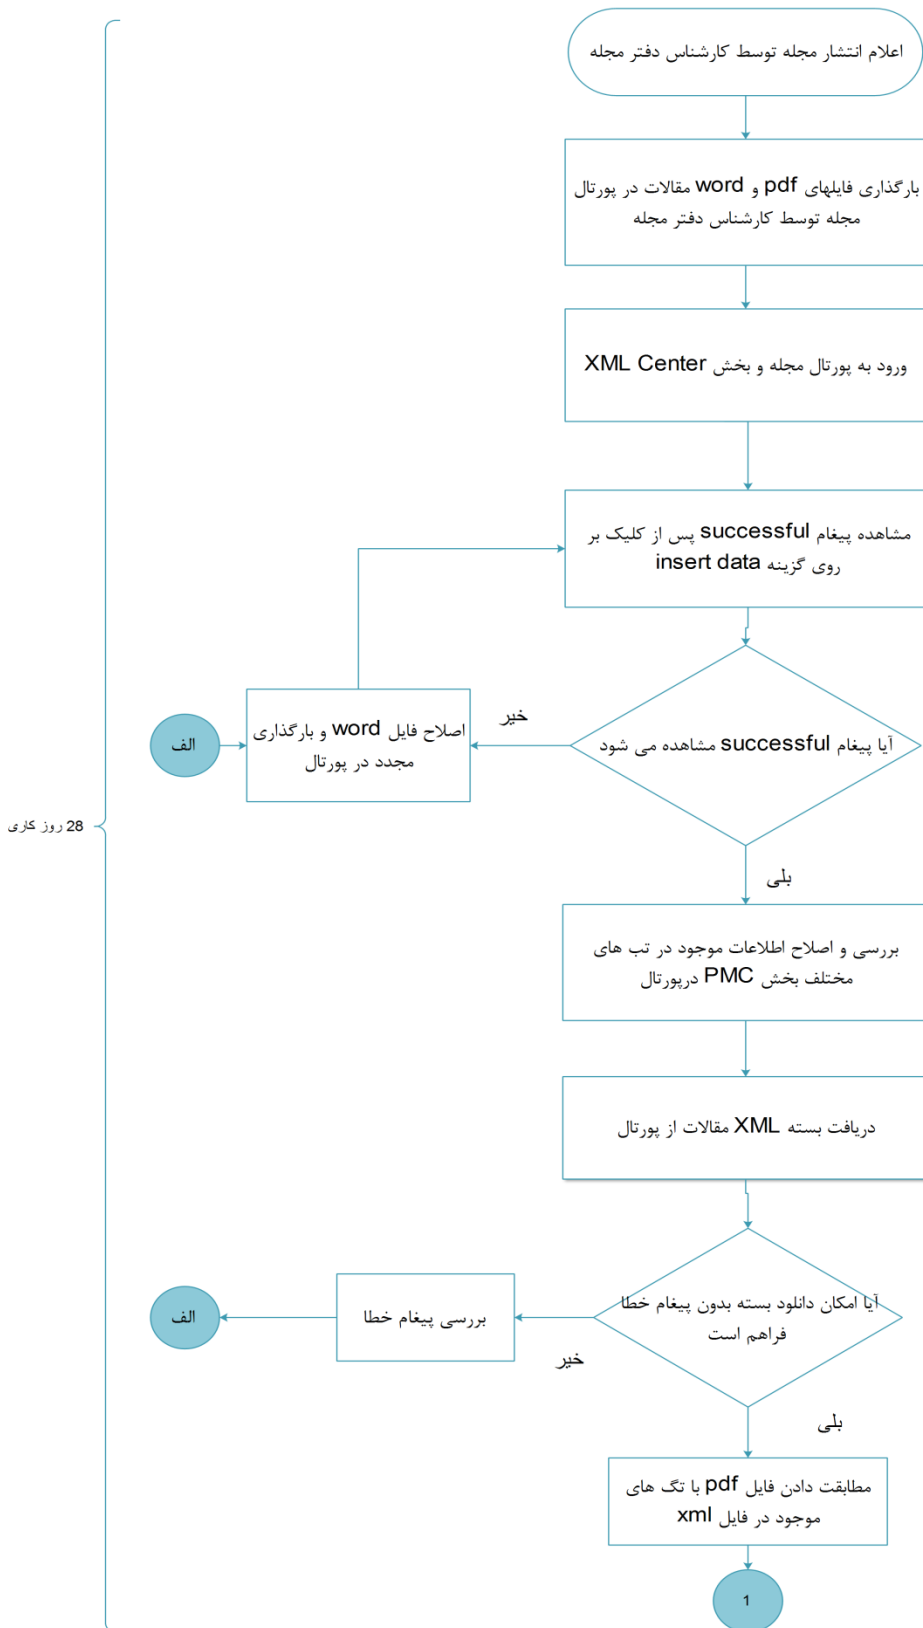 اعلام انتشار مجله توسط کارشناس دفتر مجله
بارگذاری فایلهای pdf و word مقالات در پورتال
مجله توسط کارشناس دفتر مجله
ورود به پورتال مجله و بخش XML Center
مشاهده پیغام successful پس از کلیک بر
روی گزینه insert data
آیا پیغام successful مشاهده می شود
خیر
اصلاح فایل word و بارگذاری
مجدد در پورتال
الف
28 روز کاری
بلی
بررسی و اصلاح اطلاعات موجود در تب های
مختلف بخش PMC درپورتال
دریافت بسته XML مقالات از پورتال
آیا امکان دانلود بسته بدون پیغام خطا
فراهم است
خیر
بررسی پیغام خطا
الف
بلی
مطابقت دادن فایل pdf با تگ های
موجود در فایل xml
1